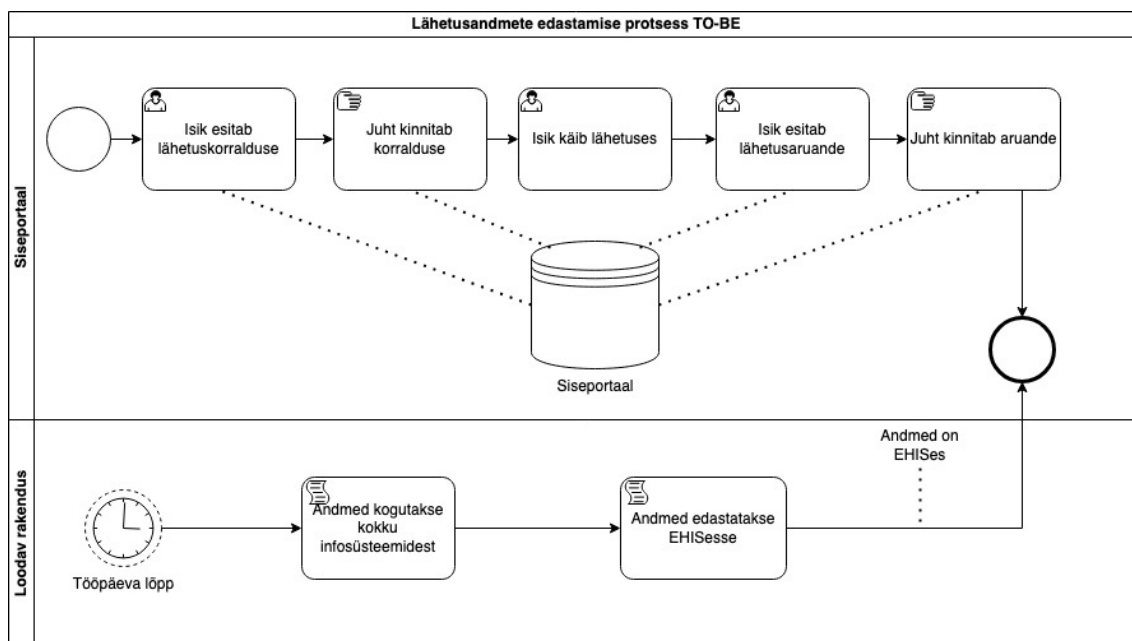 Lähetusandmete edastamise protsess TO-BE
Siseportaal
Isik esitab
lähetuskorralduse
Juht kinnitab
korralduse
Isik käib lähetuses
Isik esitab
lähetusaruande
Juht kinnitab aruande
Siseportaal
Loodav rakendus
Tööpäeva lõpp
Andmed kogutakse
kokku
infosüsteemidest
Andmed edastatakse
EHISesse
Andmed on
EHISes